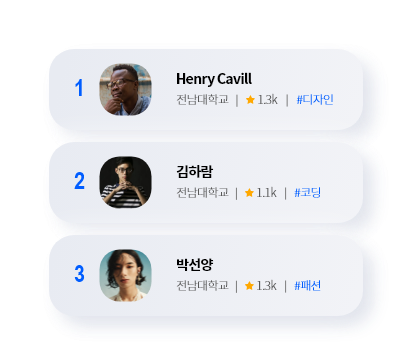 1
Henry Cavill
전남대학교 | ★ 1.3k | #디자인
2
김하람
전남대학교 | ★ 1.1k | #코딩
3
박선양
전남대학교 | ★ 1.3k | #패션